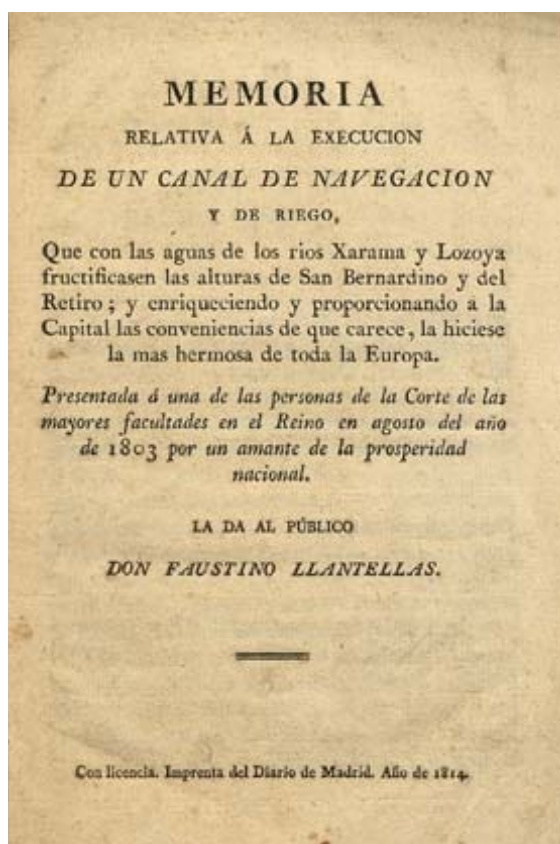 MEMORIA
RELATIVA Á LA EXECUCION
DE UN CANAL DE NAVEGACION
Y DE RIEGO,
Que con las aguas de los rios Xarama y Lozoya
fructificasen las alturas de San Bernardino y del
Retiro; y enriqueciendo y proporcionando a la
Capital las conveniencias de que carece, la hiciese
la mas hermosa de toda la Europa.
Presentada á una de las personas de la Corte de las
mayores facultades en el Reino en agosto del año
de 1803 por un amante de la prosperidad
nacional.
LA DA AL PÚBLICO
DON FAUSTINO LLANTELLAS.
Con licencia. Imprenta del Diario de Madrid. Año de 1814.